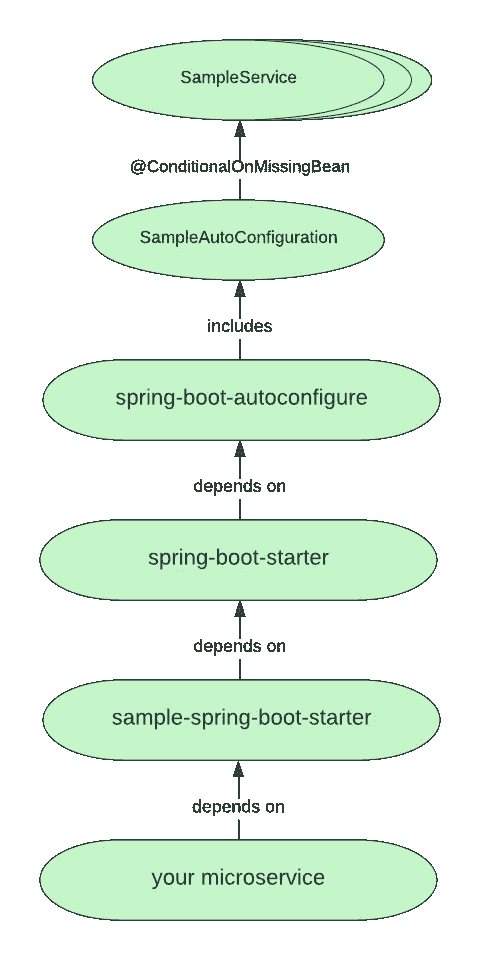 SampleService
@ConditionalOnMissingBean
SampleAutoConfiguration
includes
spring-boot-autoconfigure
depends on
spring-boot-starter
depends on
sample-spring-boot-starter
depends on
your microservice